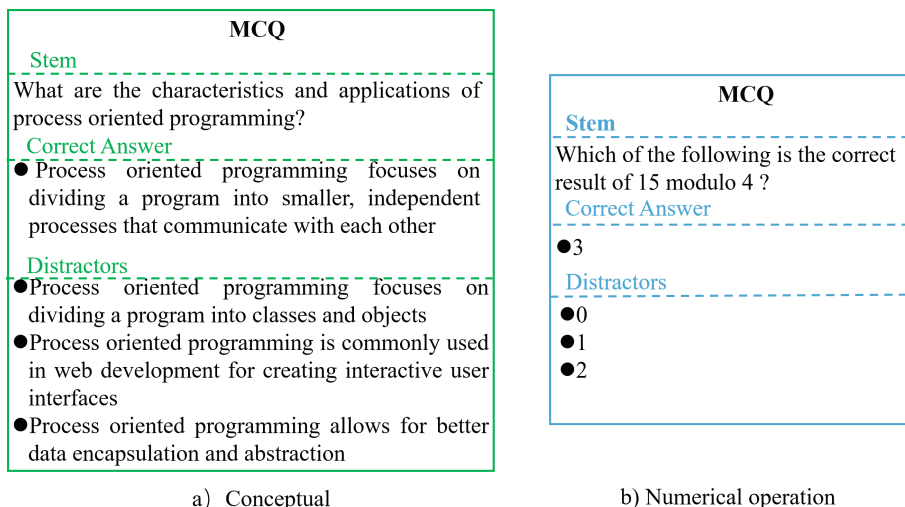 MCQ
Stem
What are the characteristics and applications of
process oriented programming?
Correct Answer
● Process oriented programming focuses on
dividing a program into smaller, independent
processes that communicate with each other
Distractors
●Process oriented programming focuses on
dividing a program into classes and objects
●Process oriented programming is commonly used
in web development for creating interactive user
interfaces
●Process oriented programming allows for better
data encapsulation and abstraction
a) Conceptual
MCQ
Stem
Which of the following is the correct
result of 15 modulo 4 ?
Correct Answer
●3
Distractors
●0
●1
●2
b) Numerical operation